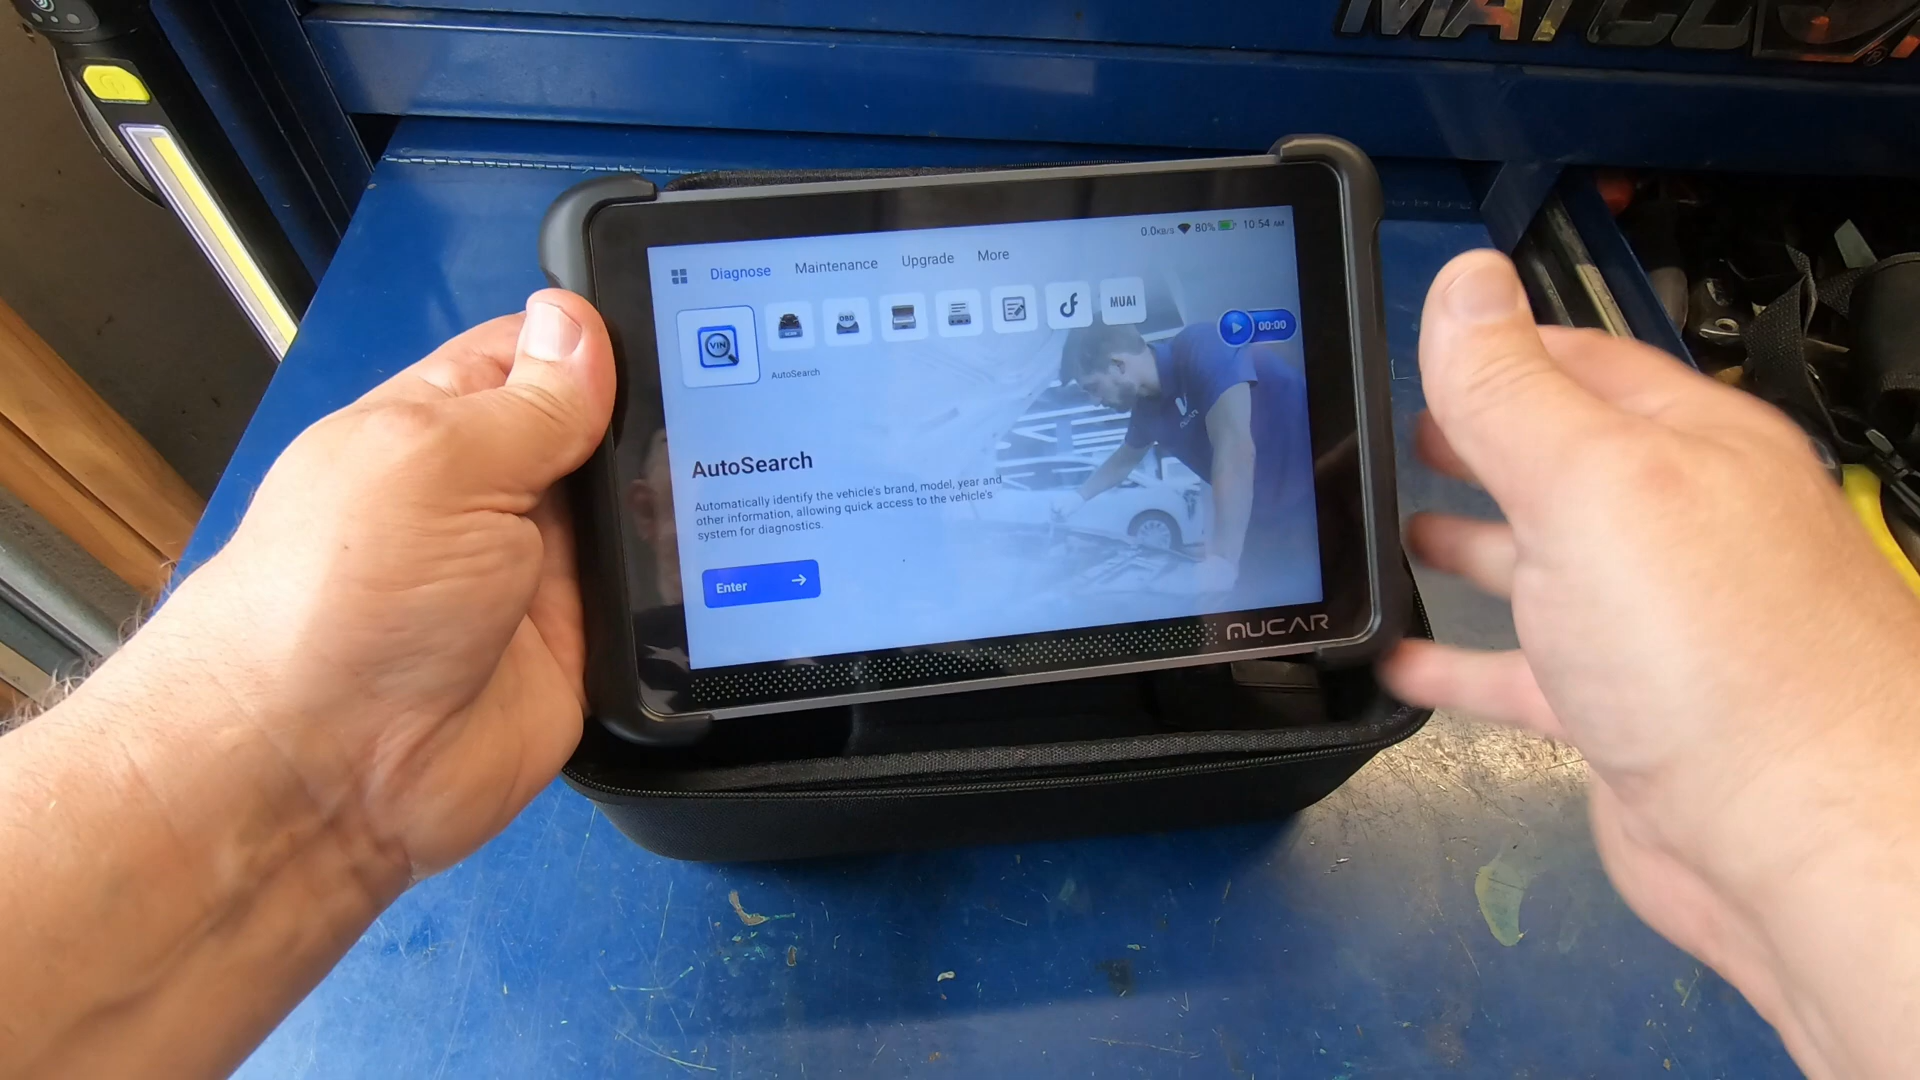 MATCO
0.0KB/S 80% 10:54 AM
Diagnose Maintenance Upgrade More
VIN
OBD
MUAI
00:00
AutoSearch
AutoSearch
Automatically identify the vehicle's brand, model, year and
other information, allowing quick access to the vehicle's
system for diagnostics.
Enter
MUCAR